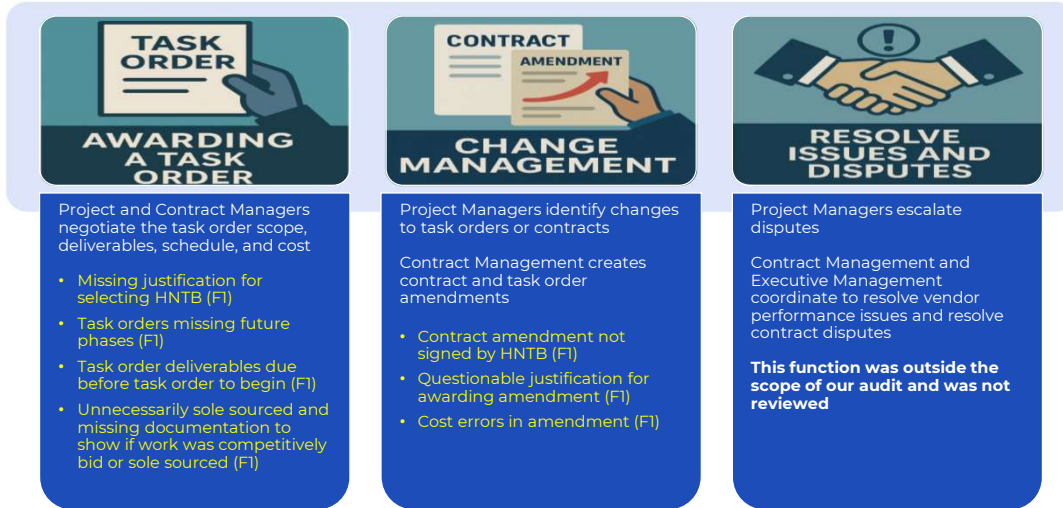 TASK
ORDER
AWARDING
A TASK
ORDER
Project and Contract Managers
negotiate the task order scope,
deliverables, schedule, and cost
• Missing justification for
selecting HNTB (F1)
• Task orders missing future
phases (F1)
• Task order deliverables due
before task order to begin (F1)
• Unnecessarily sole sourced and
missing documentation to
show if work was competitively
bid or sole sourced (F1)
CONTRACT
AMENDMENT
CHANGE
MANAGEMENT
Project Managers identify changes
to task orders or contracts
Contract Management creates
contract and task order
amendments
• Contract amendment not
signed by HNTB (F1)
• Questionable justification for
awarding amendment (F1)
• Cost errors in amendment (F1)
!
RESOLVE
ISSUES AND
DISPUTES
Project Managers escalate
disputes
Contract Management and
Executive Management
coordinate to resolve vendor
performance issues and resolve
contract disputes
This function was outside the
scope of our audit and was not
reviewed